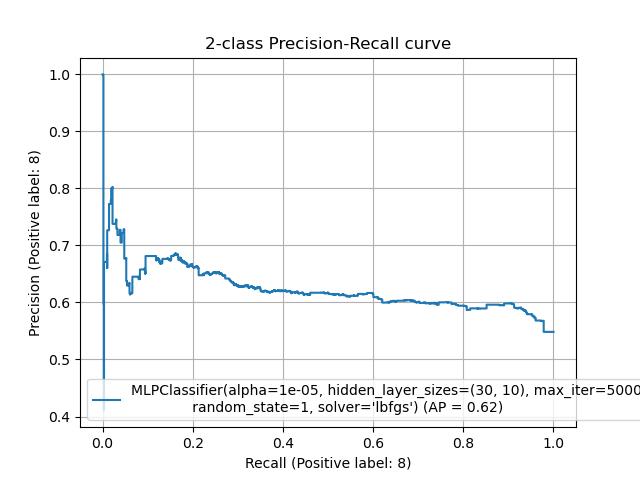 2-class Precision-Recall curve
Precision (Positive label: 8)
1.0
0.9
0.8
0.7
0.6
0.5
0.4
MLPClassifier(alpha=1e-05, hidden_layer_sizes=(30, 10), max_iter=5000
random_state=1, solver='lbfgs') (AP = 0.62)
0.0 0.2 0.4 0.6 0.8 1.0
Recall (Positive label: 8)